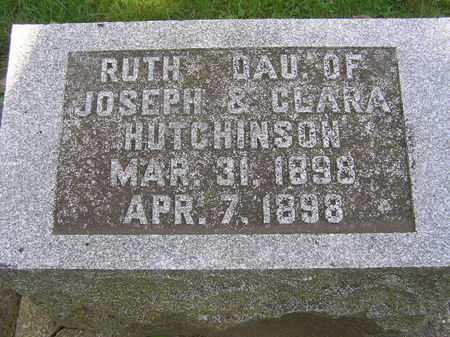 RUTH DAU. OF
JOSEPH & CLARA
HUTCHINSON
MAR. 31. 1898
APR. 7. 1898